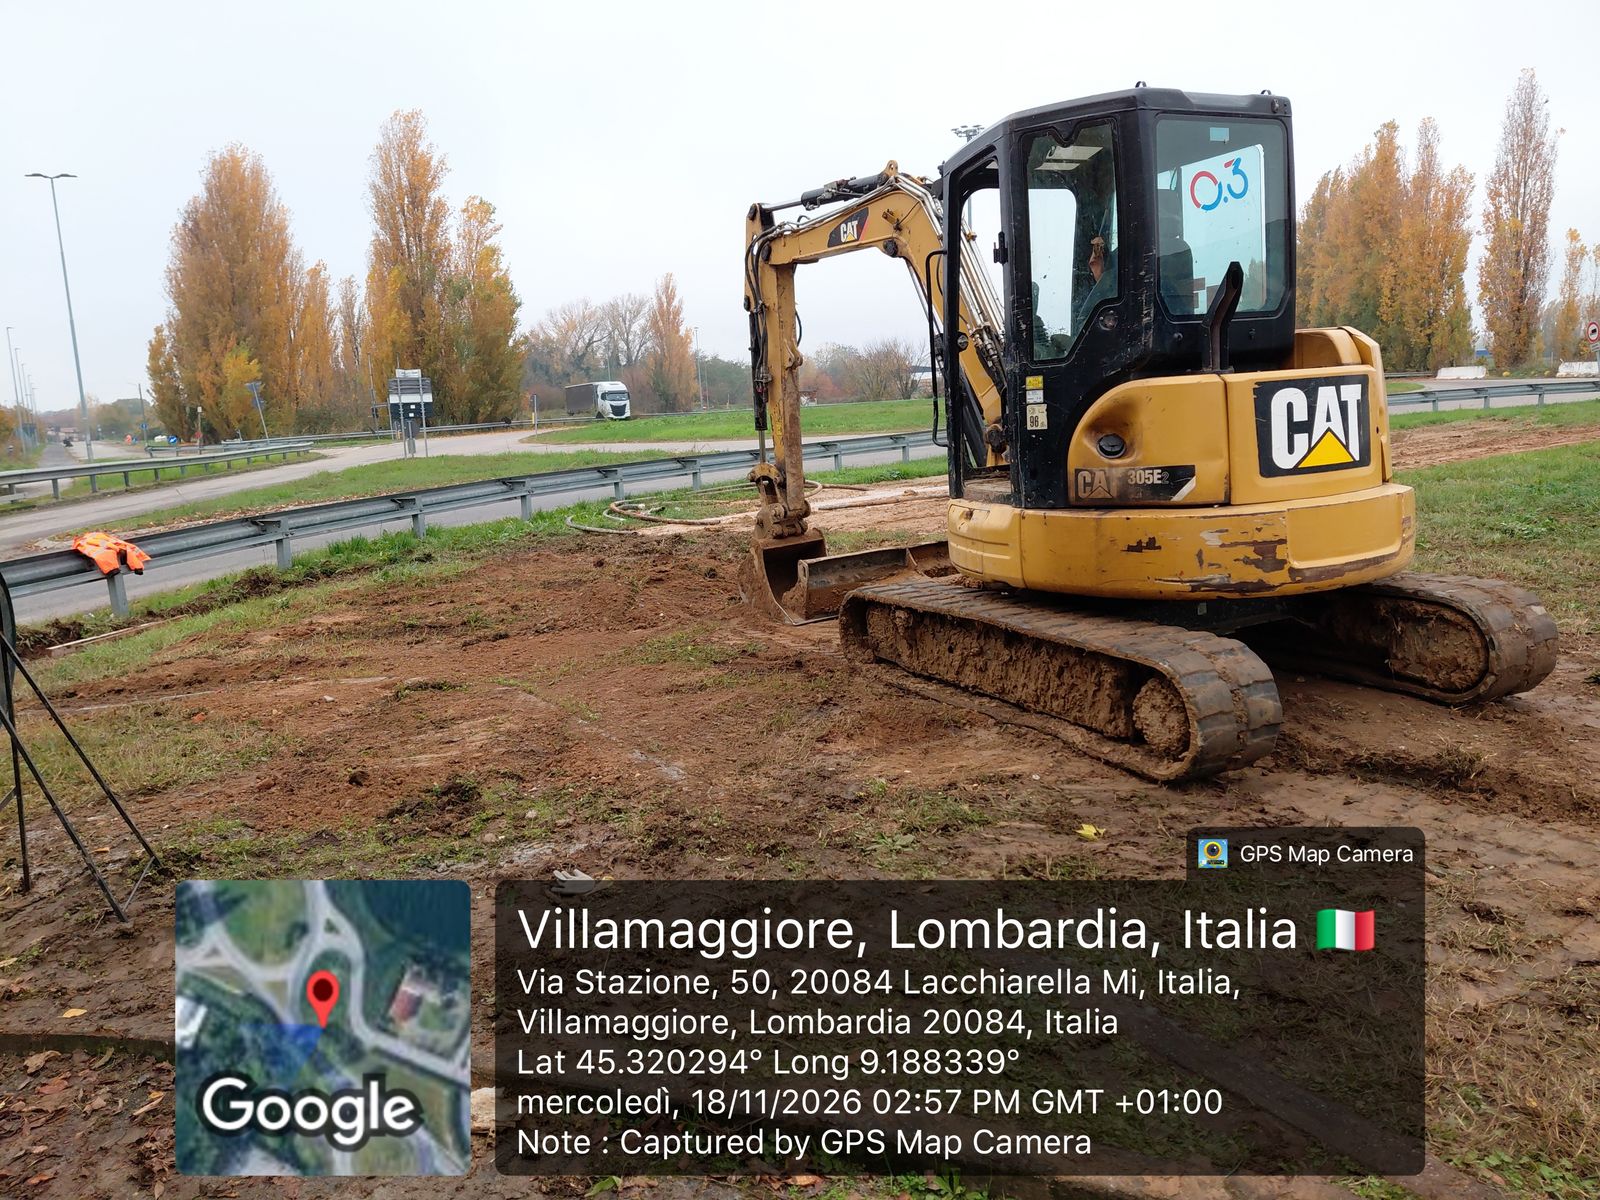 0.3
CAT
CAT
98
CAT 305E2
GPS Map Camera
Villamaggiore, Lombardia, Italia
Via Stazione, 50, 20084 Lacchiarella Mi, Italia,
Villamaggiore, Lombardia 20084, Italia
Lat 45.320294° Long 9.188339°
mercoledì, 18/11/2026 02:57 PM GMT +01:00
Note : Captured by GPS Map Camera
Google